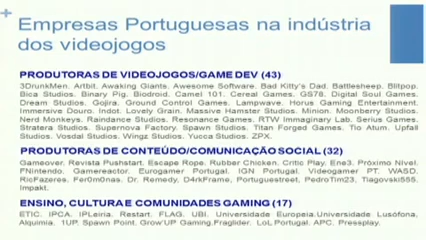 +
Empresas Portuguesas na indústria
dos videojogos
PRODUTORAS DE VIDEOJOGOS/GAME DEV (43)
3DrunkMen. Artbit. Awaking Giants. Awesome Software. Bad Kitty's Dad. Battlesheep. Blitpop.
Bica Studios. Binary Pig. Biodroid. Camel 101. Cereal Games. GS78. Digital Soul Games.
Dream Studios. Gojira. Ground Control Games. Lampwave. Horus Gaming Entertainment.
Immersive Douro. Indot. Lovely Grain. Massive Hamster Studios. Minion. Moonberry Studios.
Nerd Monkeys. Raindance Studios. Resonance Games. RTW Immaginary Lab. Serius Games.
Stratera Studios. Supernova Factory. Spawn Studios. Titan Forged Games. Tio Atum. Upfall
Studios. Vosdal Studios. Wingz Studios. Yucca Studios. ZPX.
PRODUTORAS DE CONTEÚDO/COMUNICAÇÃO SOCIAL (32)
Gameover. Revista Pushstart. Escape Rope. Rubber Chicken. Critic Play. Ene3. Próximo Nível.
FNintendo. Gamereactor. Eurogamer Portugal. IGN Portugal. Videogamer PT. WASD.
RicFazeres. Fer0m0nas. Dr. Remedy. D4rkFrame. Portuguestreet. PedroTim23. Tiagovski555.
Impakt.
ENSINO, CULTURA E COMUNIDADES GAMING (17)
ETIC. IPCA. IPLeiria. Restart. FLAG. UBI. Universidade Europeia. Universidade Lusófona.
Alquimia. 1UP. Spawn Point. Grow'UP Gaming. Fraglider. LoL Portugal. APC. Pressplay.